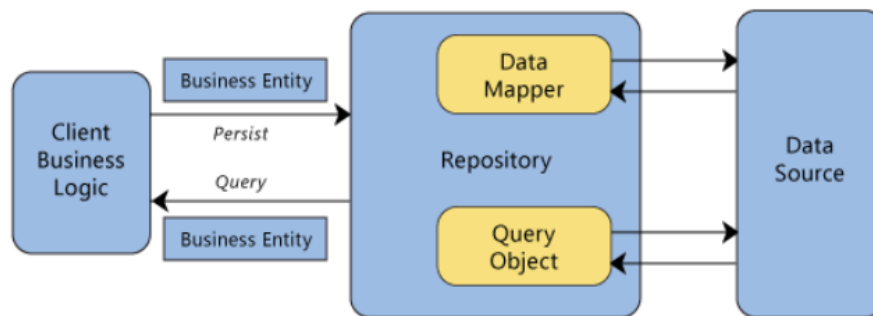 Client
Business
Logic
Business Entity
Persist
Query
Business Entity
Repository
Data
Mapper
Query
Object
Data
Source